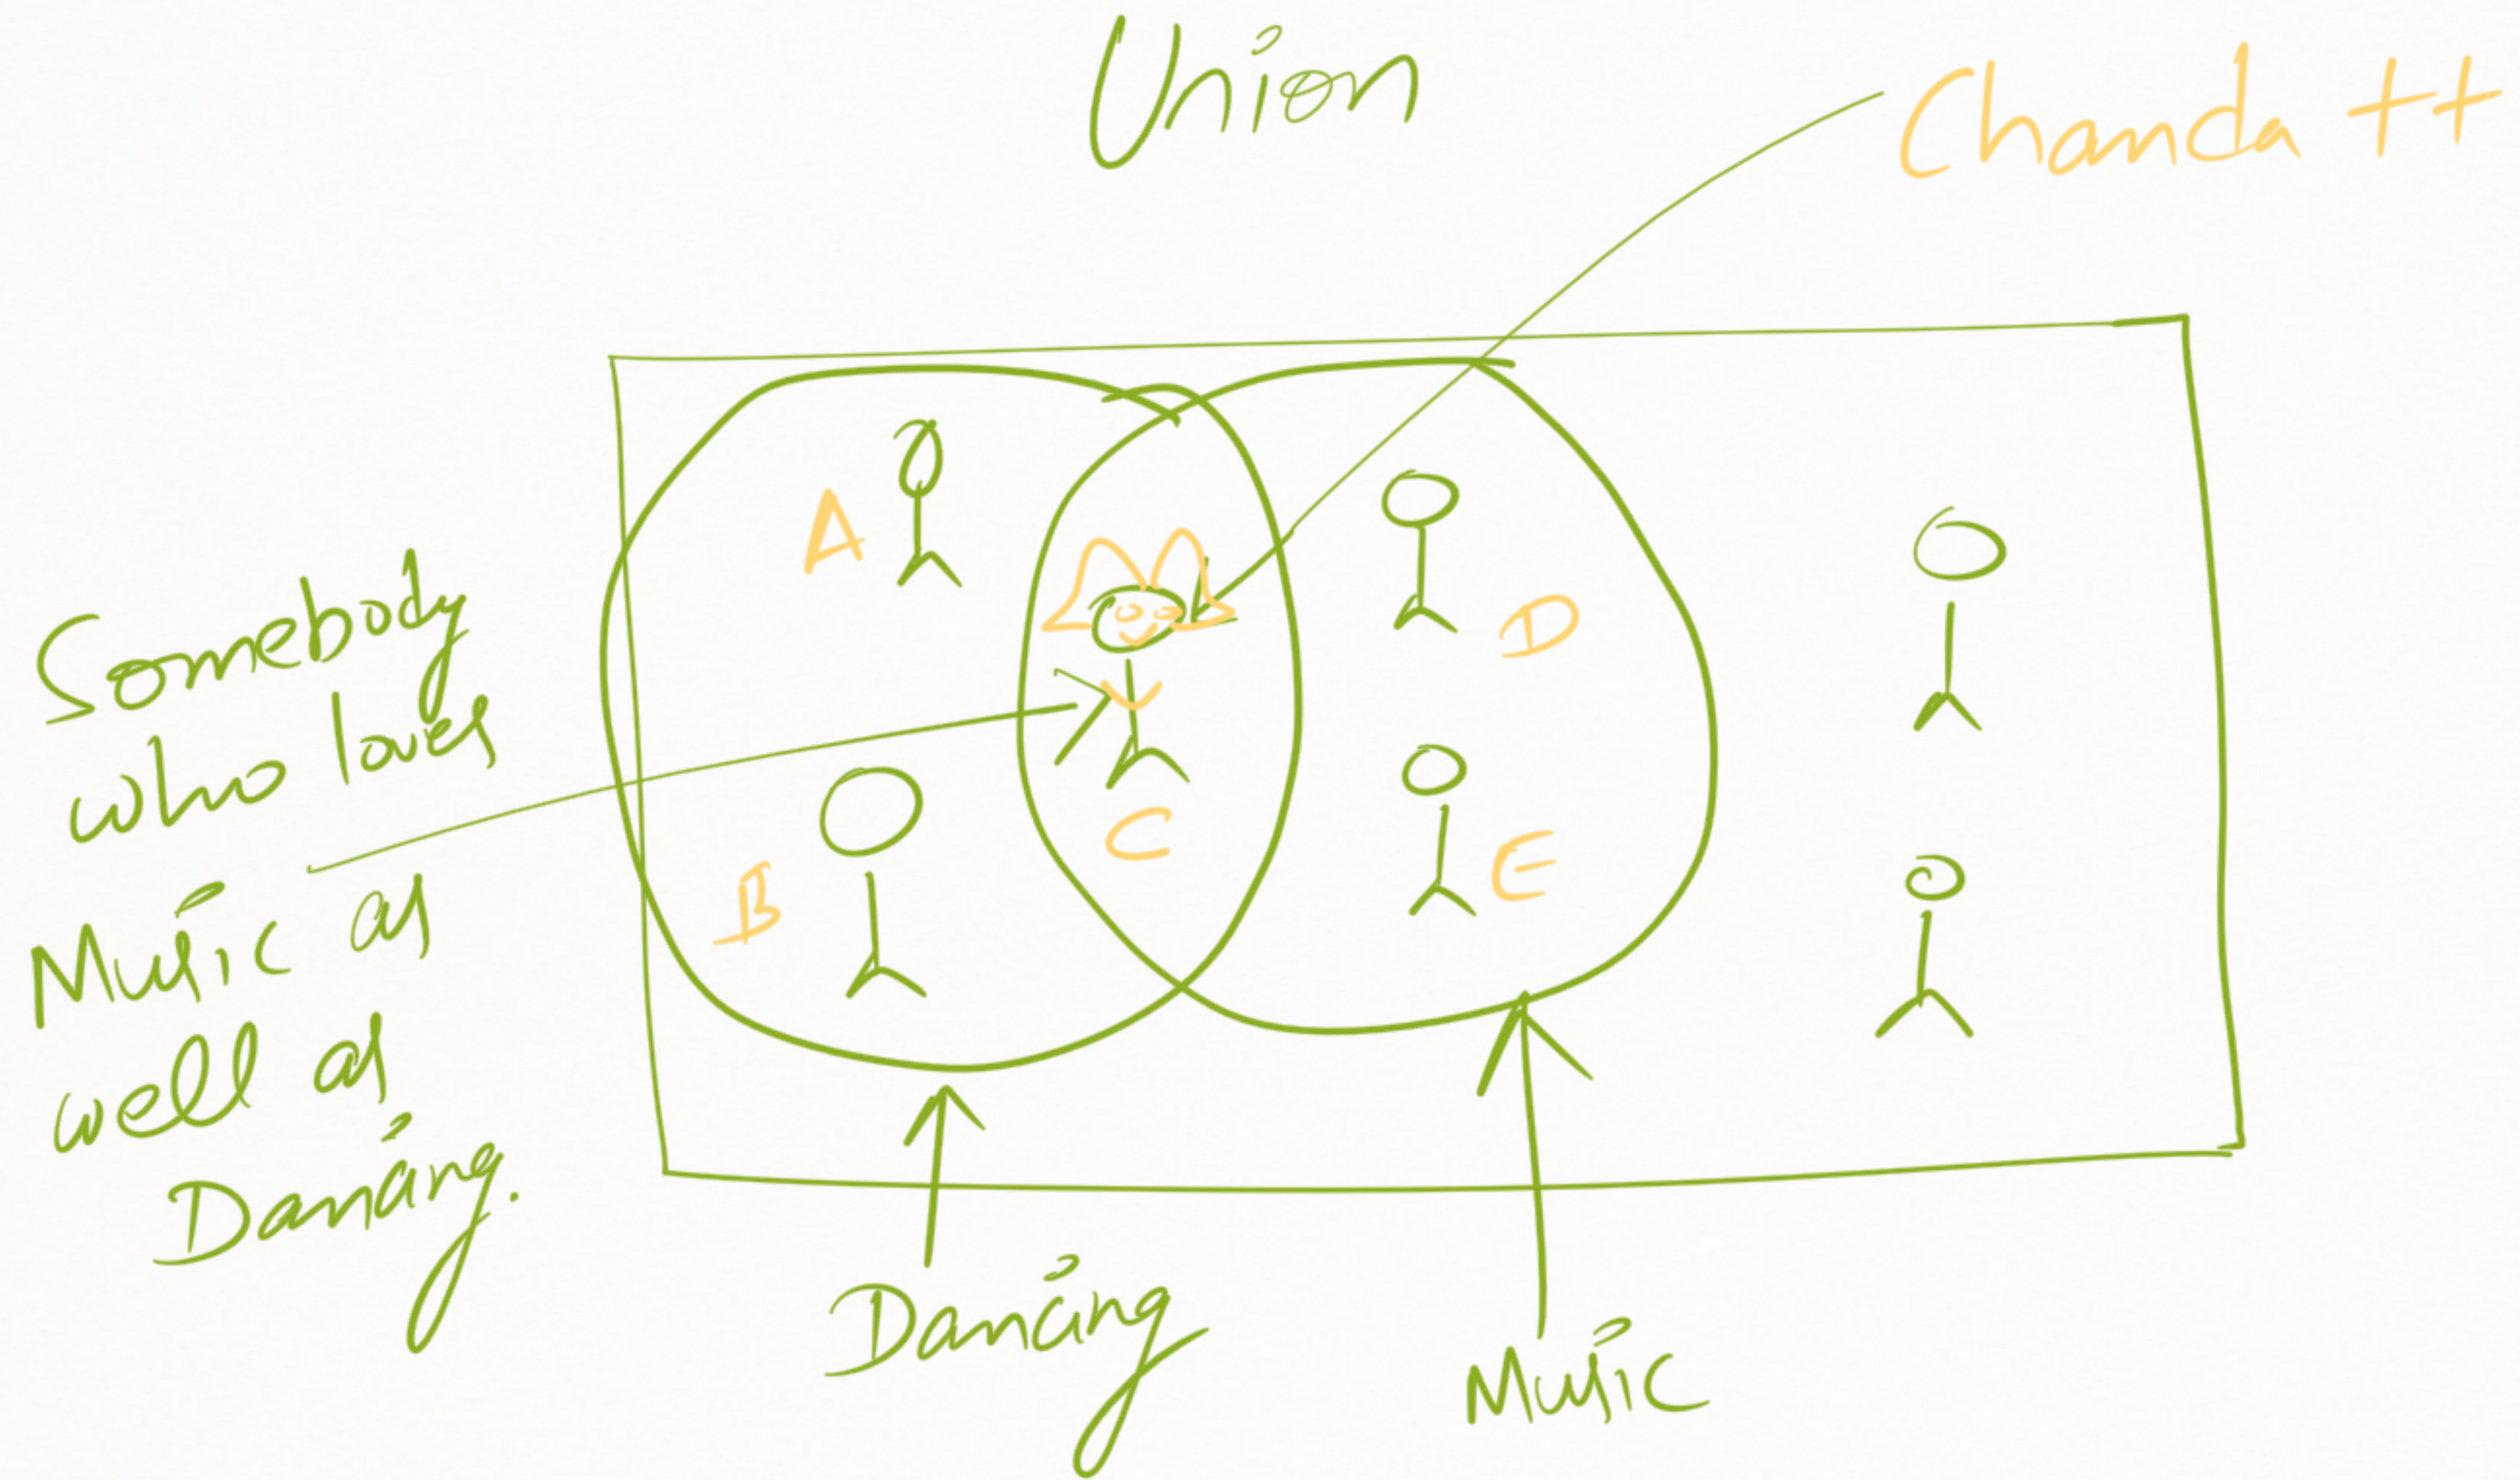 Union
Chanda ++
A
D
Somebody
who loves
C
B
E
Music as
well as
Dancing.
Dancing
Music